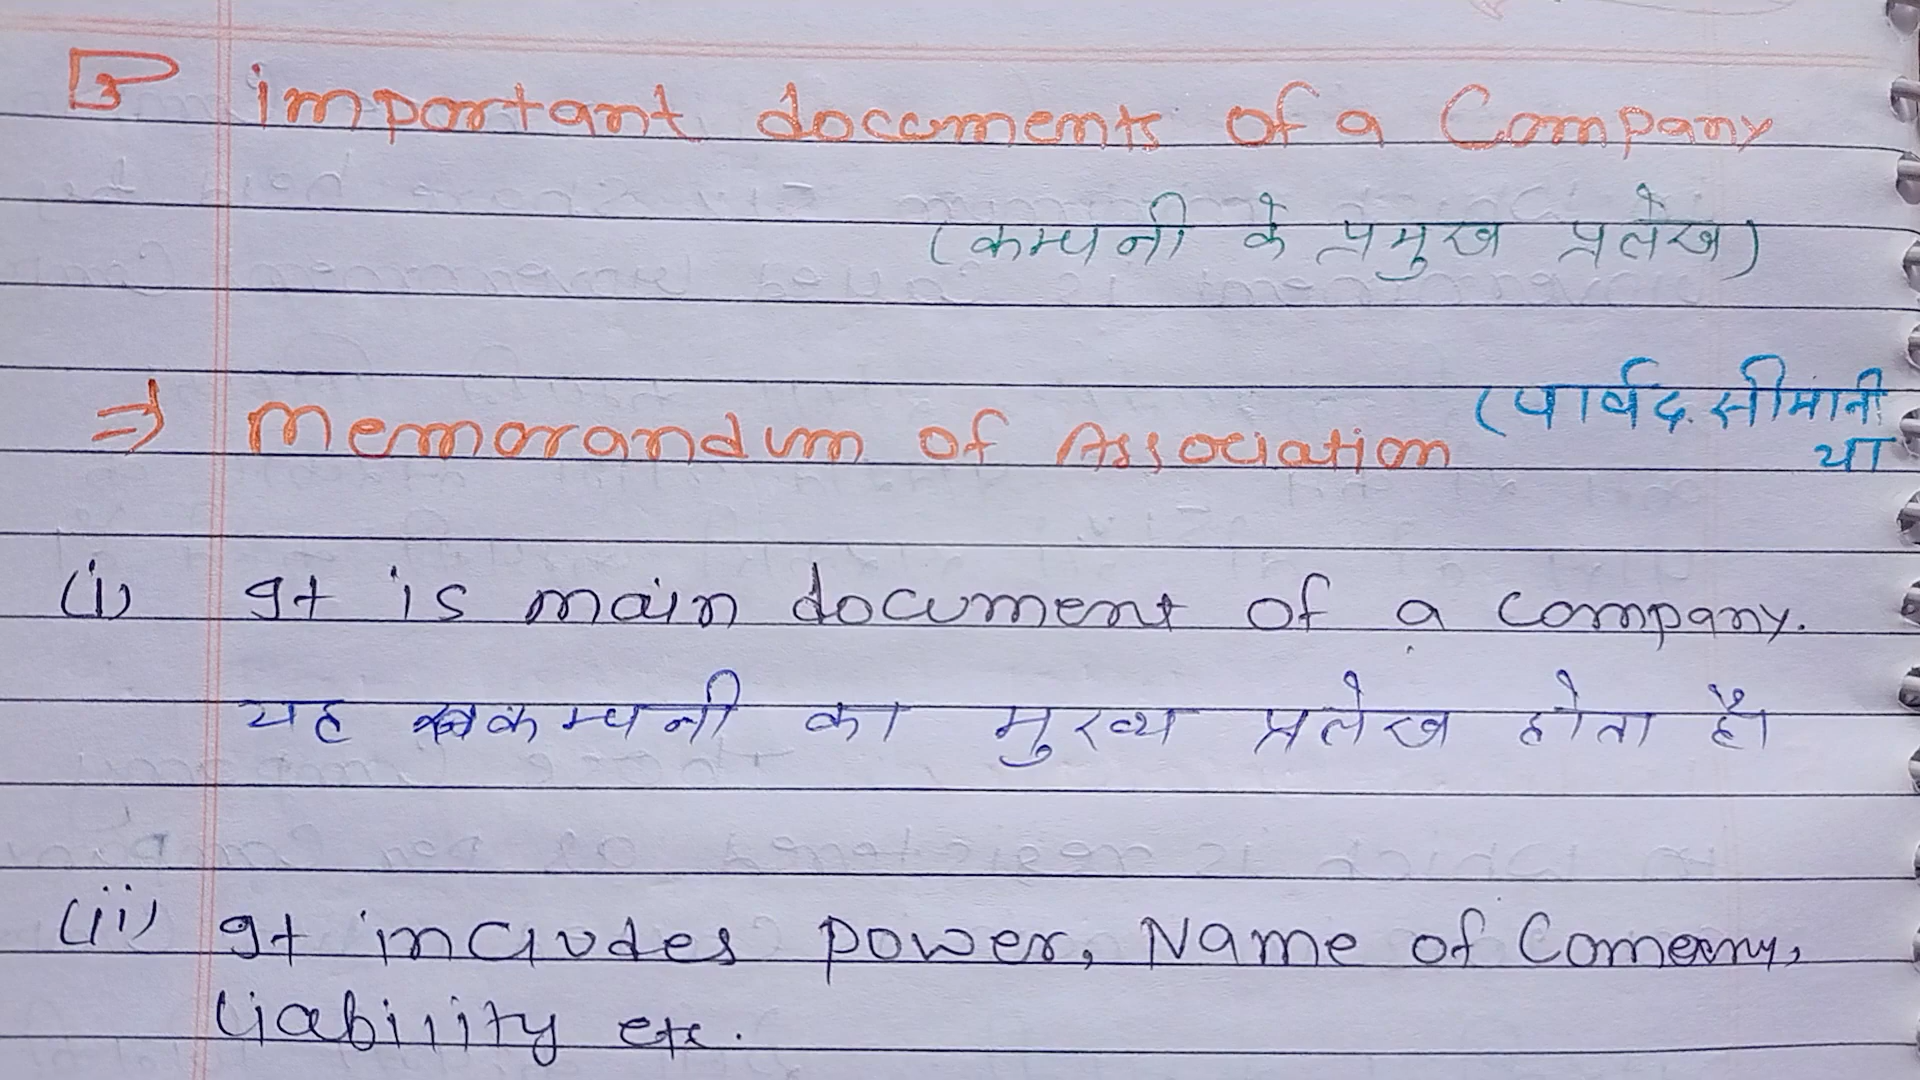 important documents of a Company
(कम्पनी के प्रमुख प्रलेख)
⇒ Memorandum of Association (पार्षद सीमानी
या
(i) It is main document of a company.
यह कम्पनी का मुख्य प्रलेख होता है।
(ii) It includes power, Name of Comeany,
Liability etc.